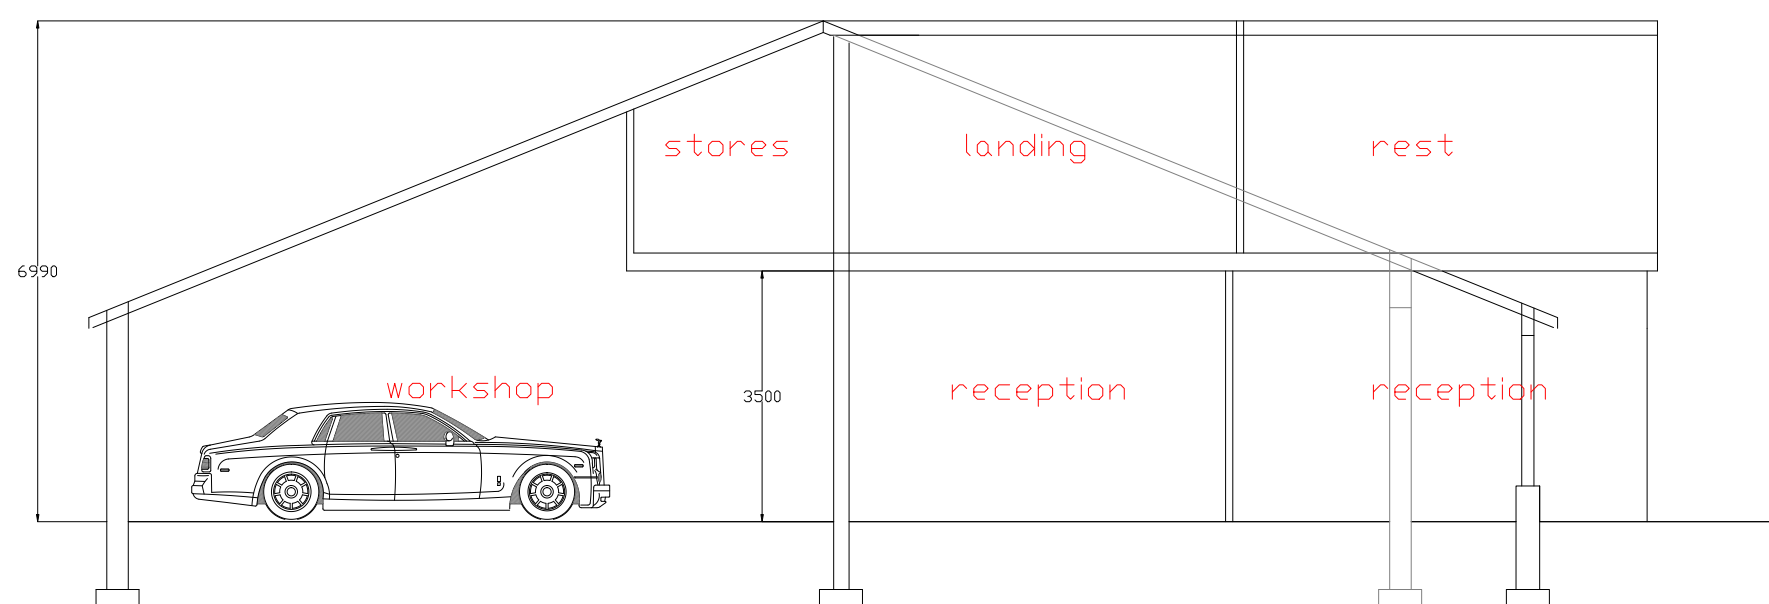 stores
landing
rest
6990
workshop
3500
reception
reception